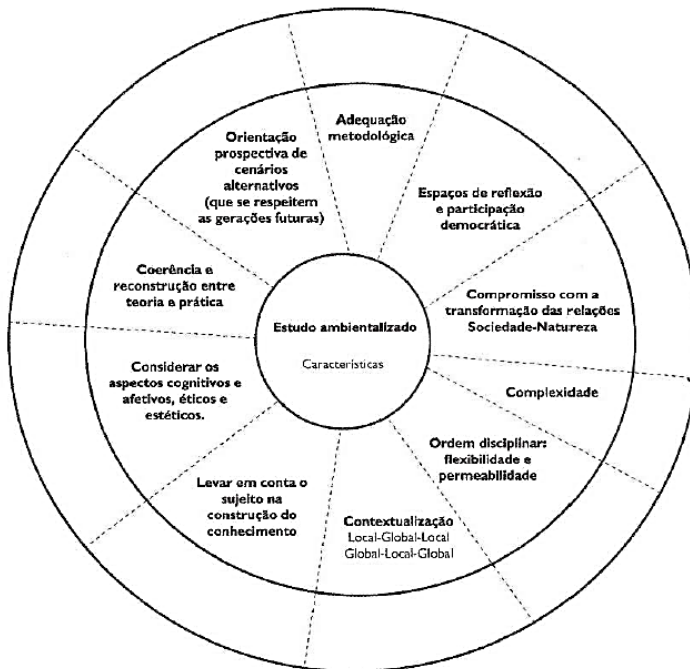 Adequação
metodológica
Espaços de reflexão
e participação
democrática
Compromisso com a
transformação das relações
Sociedade-Natureza
Complexidade
Ordem disciplinar:
flexibilidade e
permeabilidade
Contextualização
Local-Global-Local
Global-Local-Global
Levar em conta o
sujeito na
construção do
conhecimento
Considerar os
aspectos cognitivos e
afetivos, éticos e
estéticos.
Coerência e
reconstrução entre
teoria e prática
Orientação
prospectiva de
cenários
alternativos
(que se respeitem
as gerações futuras)
Estudo ambientalizado
Características